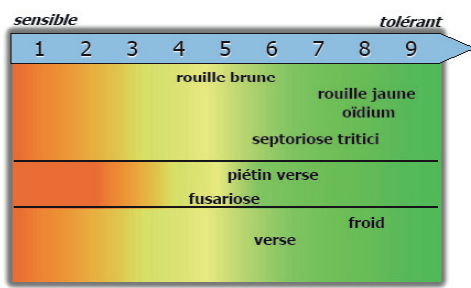 sensible
tolérant
1 2 3 4 5 6 7 8 9
rouille brune
rouille jaune
oïdium
septoriose tritici
piétin verse
fusariose
froid
verse